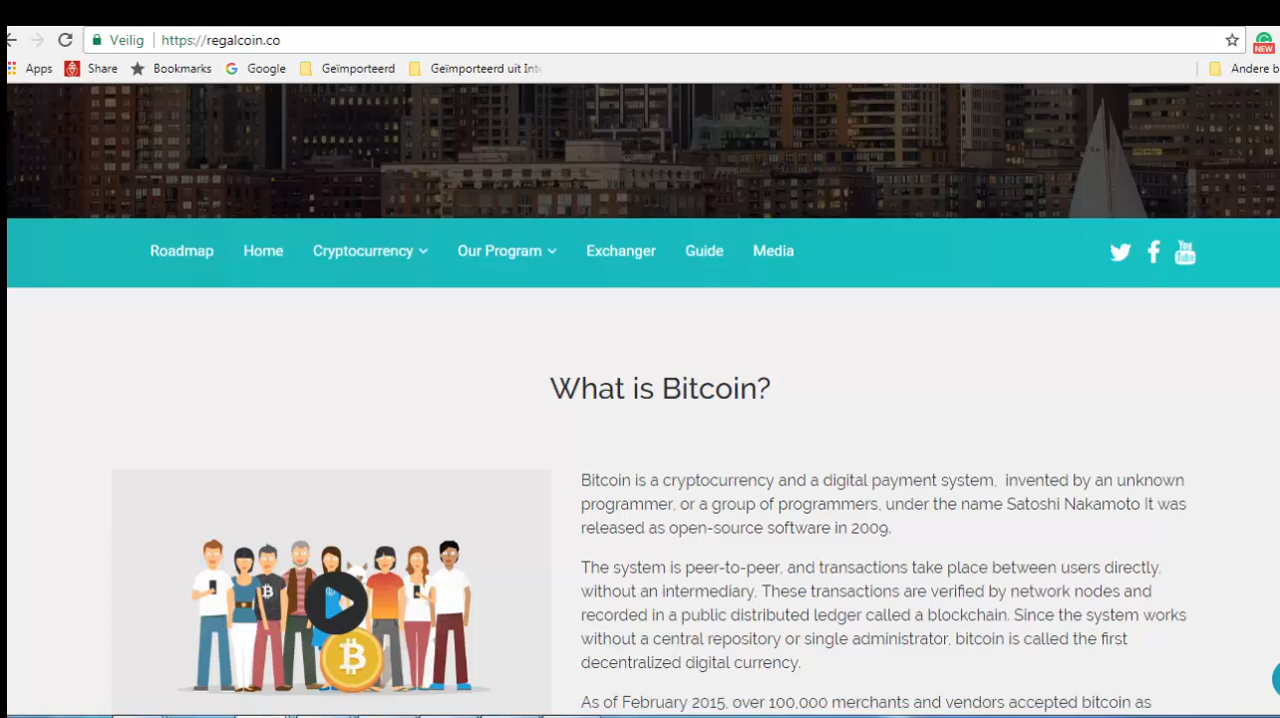 Veilig https://regalcoin.co
NEW
Apps Share Bookmarks Google Geïmporteerd Geïmporteerd uit Inte Andere b
Roadmap Home Cryptocurrency Our Program Exchanger Guide Media
You Tube
What is Bitcoin?
Bitcoin is a cryptocurrency and a digital payment system, invented by an unknown
programmer, or a group of programmers, under the name Satoshi Nakamoto It was
released as open-source software in 2009.
The system is peer-to-peer, and transactions take place between users directly,
without an intermediary. These transactions are verified by network nodes and
recorded in a public distributed ledger called a blockchain. Since the system works
without a central repository or single administrator, bitcoin is called the first
decentralized digital currency.
As of February 2015, over 100,000 merchants and vendors accepted bitcoin as